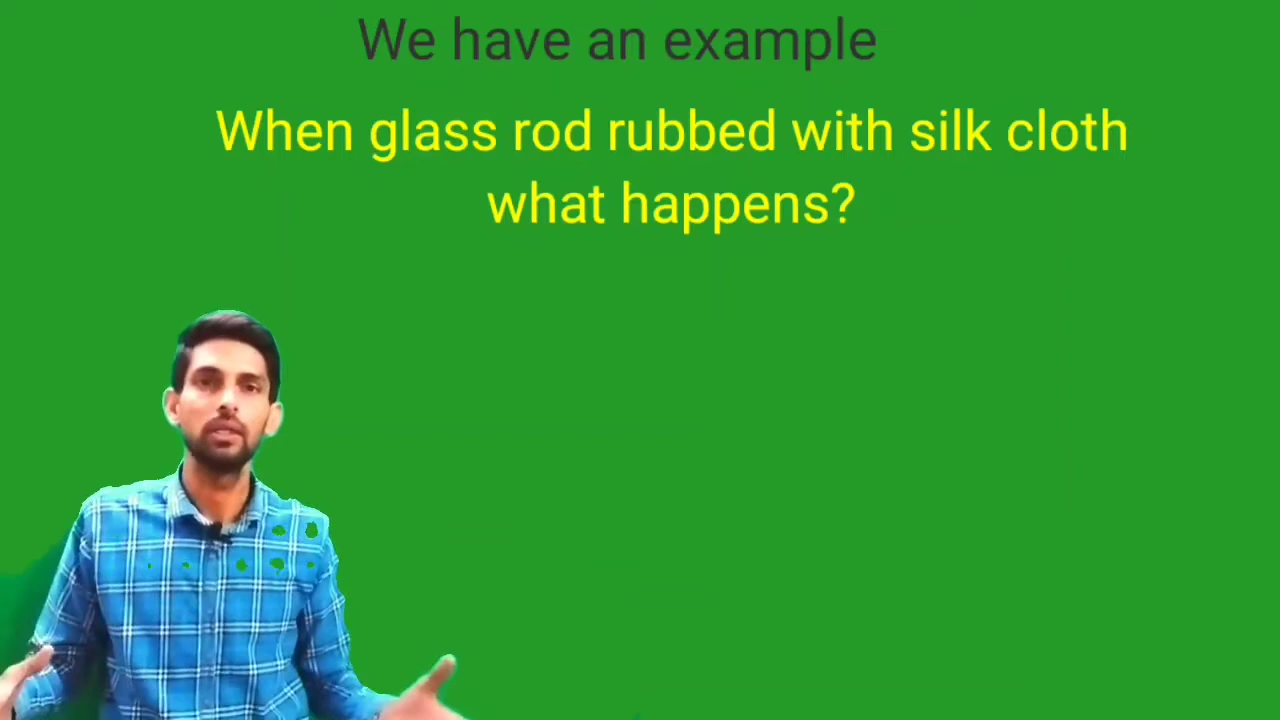 We have an example
When glass rod rubbed with silk cloth
what happens?